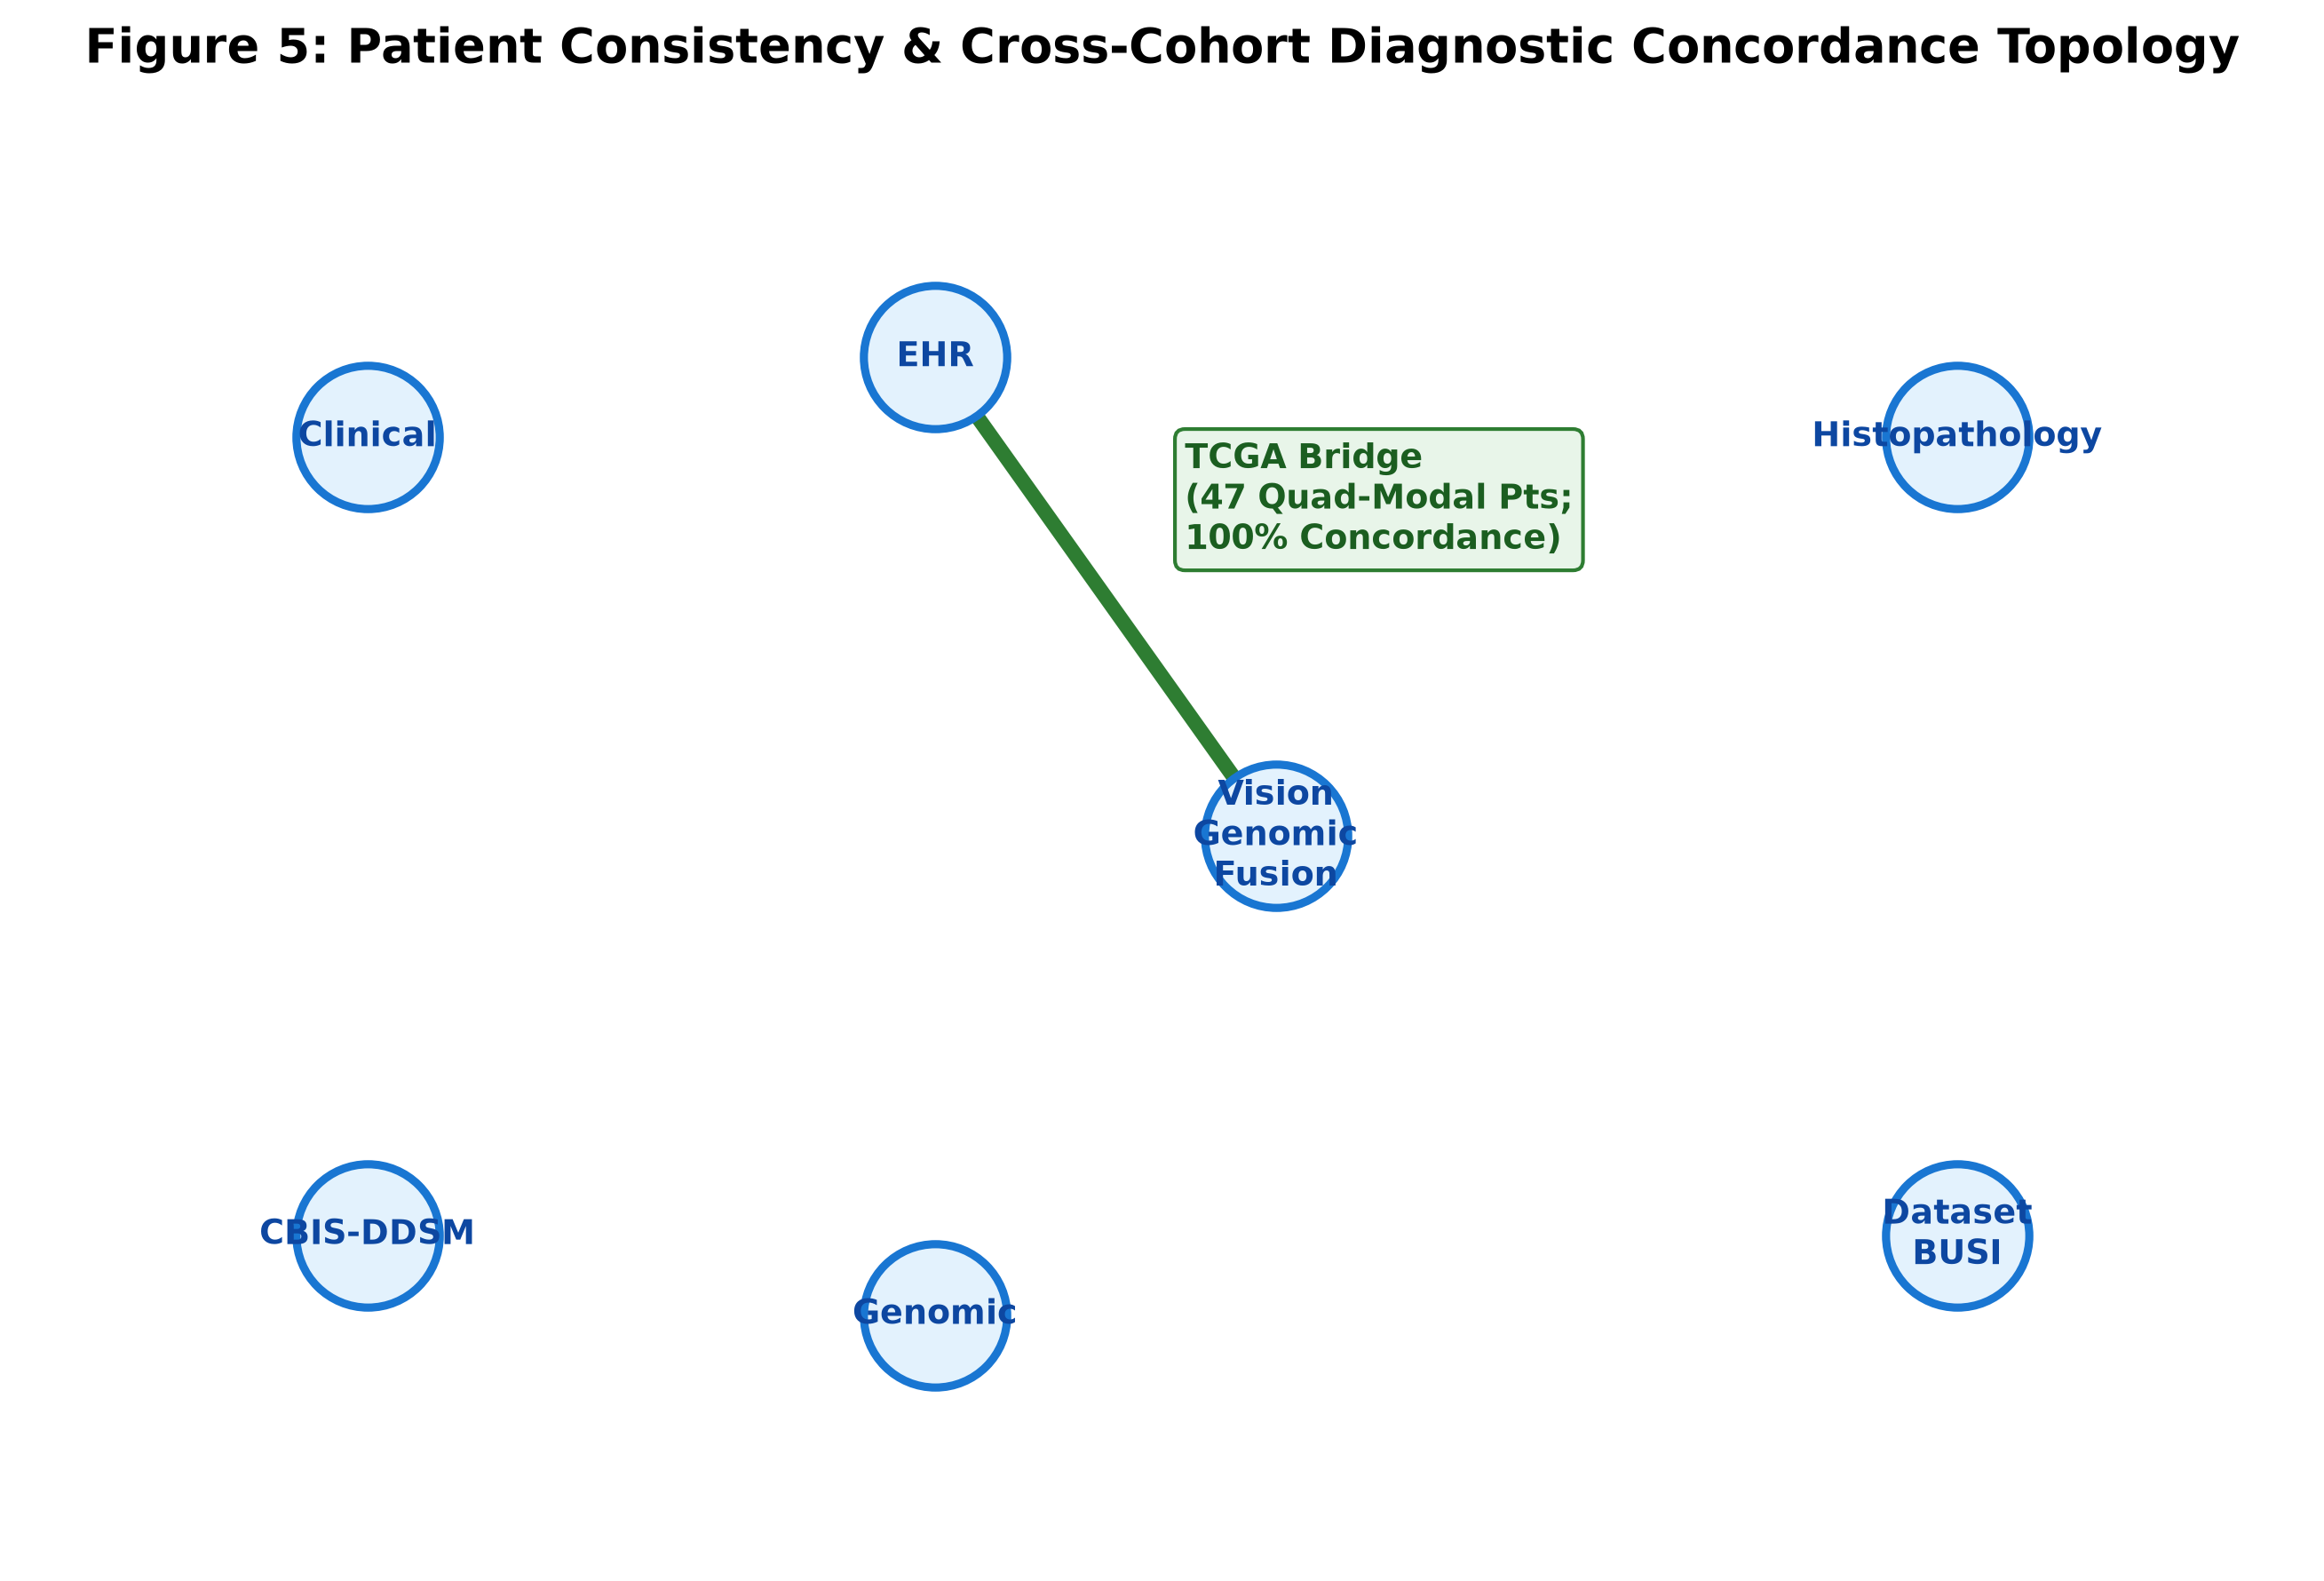 Figure 5: Patient Consistency & Cross-Cohort Diagnostic Concordance Topology
EHR
Clinical
Histopathology
TCGA Bridge
(47 Quad-Modal Pts;
100% Concordance)
Vision
Genomic
Fusion
CBIS-DDSM
Dataset
BUSI
Genomic